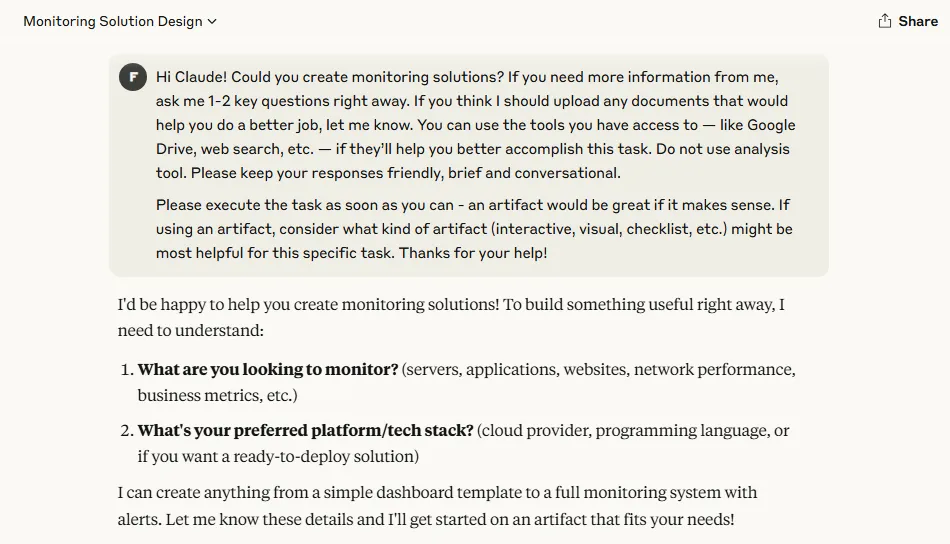 Monitoring Solution Design
Share
F
Hi Claude! Could you create monitoring solutions? If you need more information from me,
ask me 1-2 key questions right away. If you think I should upload any documents that would
help you do a better job, let me know. You can use the tools you have access to — like Google
Drive, web search, etc. — if they’ll help you better accomplish this task. Do not use analysis
tool. Please keep your responses friendly, brief and conversational.
Please execute the task as soon as you can - an artifact would be great if it makes sense. If
using an artifact, consider what kind of artifact (interactive, visual, checklist, etc.) might be
most helpful for this specific task. Thanks for your help!
I'd be happy to help you create monitoring solutions! To build something useful right away, I
need to understand:
1. What are you looking to monitor? (servers, applications, websites, network performance,
business metrics, etc.)
2. What's your preferred platform/tech stack? (cloud provider, programming language, or
if you want a ready-to-deploy solution)
I can create anything from a simple dashboard template to a full monitoring system with
alerts. Let me know these details and I'll get started on an artifact that fits your needs!